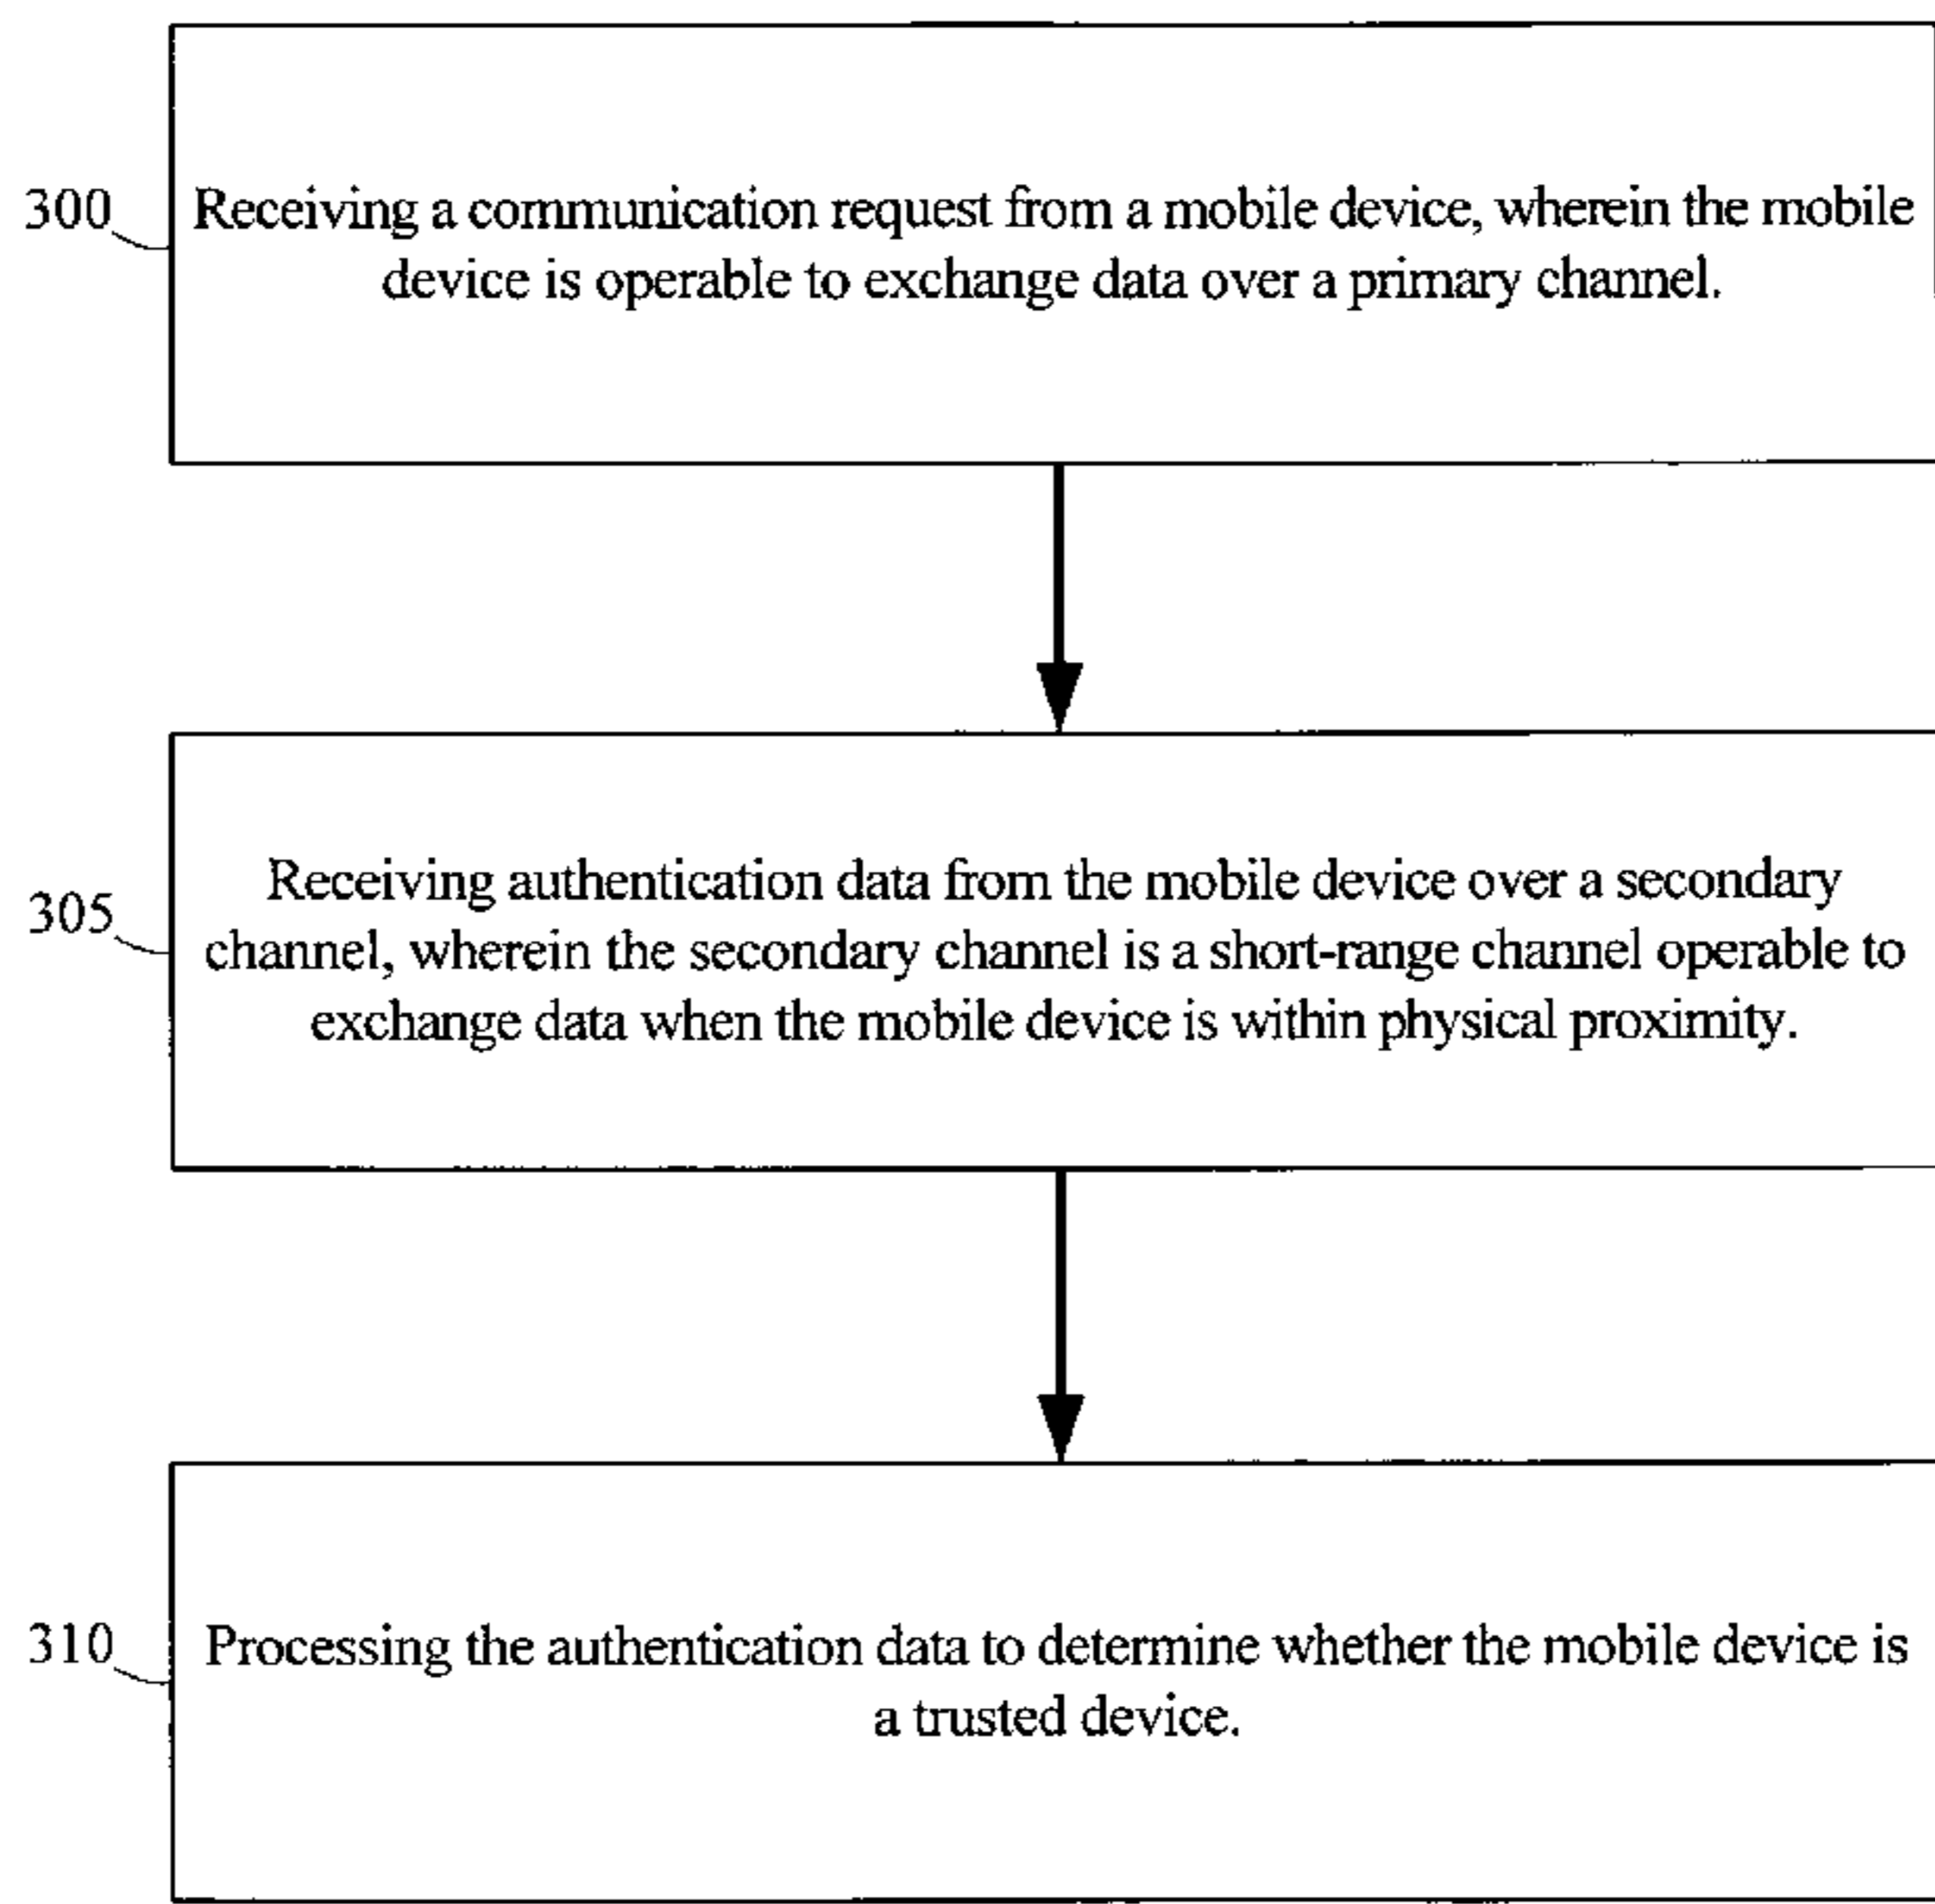 300
Receiving a communication request from a mobile device, wherein the mobile
device is operable to exchange data over a primary channel.
305
Receiving authentication data from the mobile device over a secondary
channel, wherein the secondary channel is a short-range channel operable to
exchange data when the mobile device is within physical proximity.
310
Processing the authentication data to determine whether the mobile device is
a trusted device.